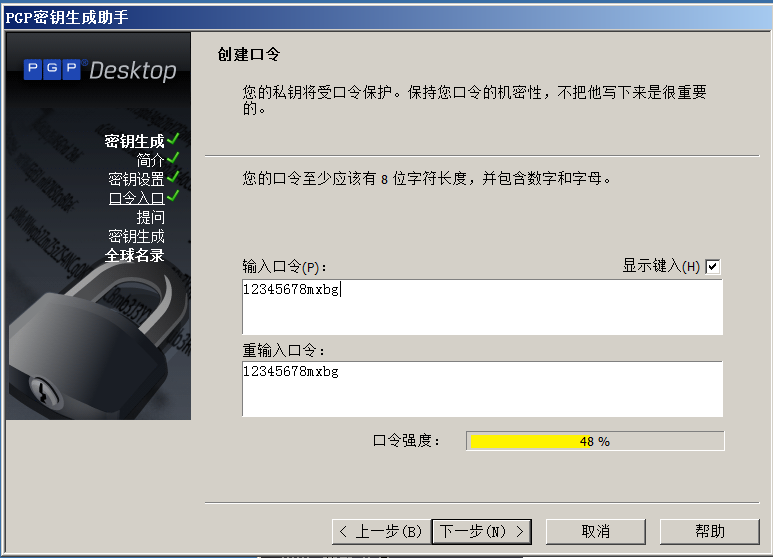 PGP密钥生成助手
PGP Desktop
密钥生成
简介
密钥设置
口令入口
提问
密钥生成
全球名录
创建口令
您的私钥将受口令保护。保持您口令的机密性，不把他写下来是很重要
的。
您的口令至少应该有 8 位字符长度，并包含数字和字母。
输入口令(P)：
显示键入(H)
12345678mxbg
重输入口令：
12345678mxbg
口令强度：
48 %
< 上一步(B)
下一步(N) >
取消
帮助